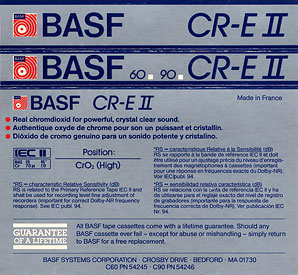 BASF CR-E II
BASF 60 90 CR-E II
BASF CR-E II
Made in France
Real chromdioxid for powerful, crystal clear sound.
Authentique oxyde de chrome pour son un puissant et cristallin.
Dióxido de cromo genuino para un sonido potente y cristalino.
IEC II
Position:
CrO₂ (High)
*RS = characteristic Relative Sensitivity (dB)
RS is related to the Primary Reference Tape IEC II and
must be used for recording level fine adjustment of
recorders (important for correct Dolby-NR frequency
response). See IEC publ. 94.
*RS = caractéristique Relative à la Sensibilité (dB)
RS se rapporte à la bande de référence IEC II et doit
être utilisé pour un ajustage précis du niveau d'enregis-
trement des magnétophones à cassettes (important
pour une réponse en fréquences exacte du Dolby-NR).
Voir IEC publ. 94.
*RS = sensibilidad relativa característica (dB)
RS se relaciona con la cinta de referencia IEC II y ha
de utilizarse para el reglaje exacto del nivel de registro
de grabadores (importante para la respuesta de
frecuencia correcta de Dolby-NR). Ver publicación IEC
Nr. 94.
GUARANTEE
OF A LIFETIME
All BASF tape cassettes come with a lifetime guarantee. Should any
BASF cassette ever fail – except for abuse or mishandling – simply return
to BASF for a free replacement.
BASF SYSTEMS CORPORATION · CROSBY DRIVE · BEDFORD · MA 01730
C60 PN 54245 · C90 PN 54246